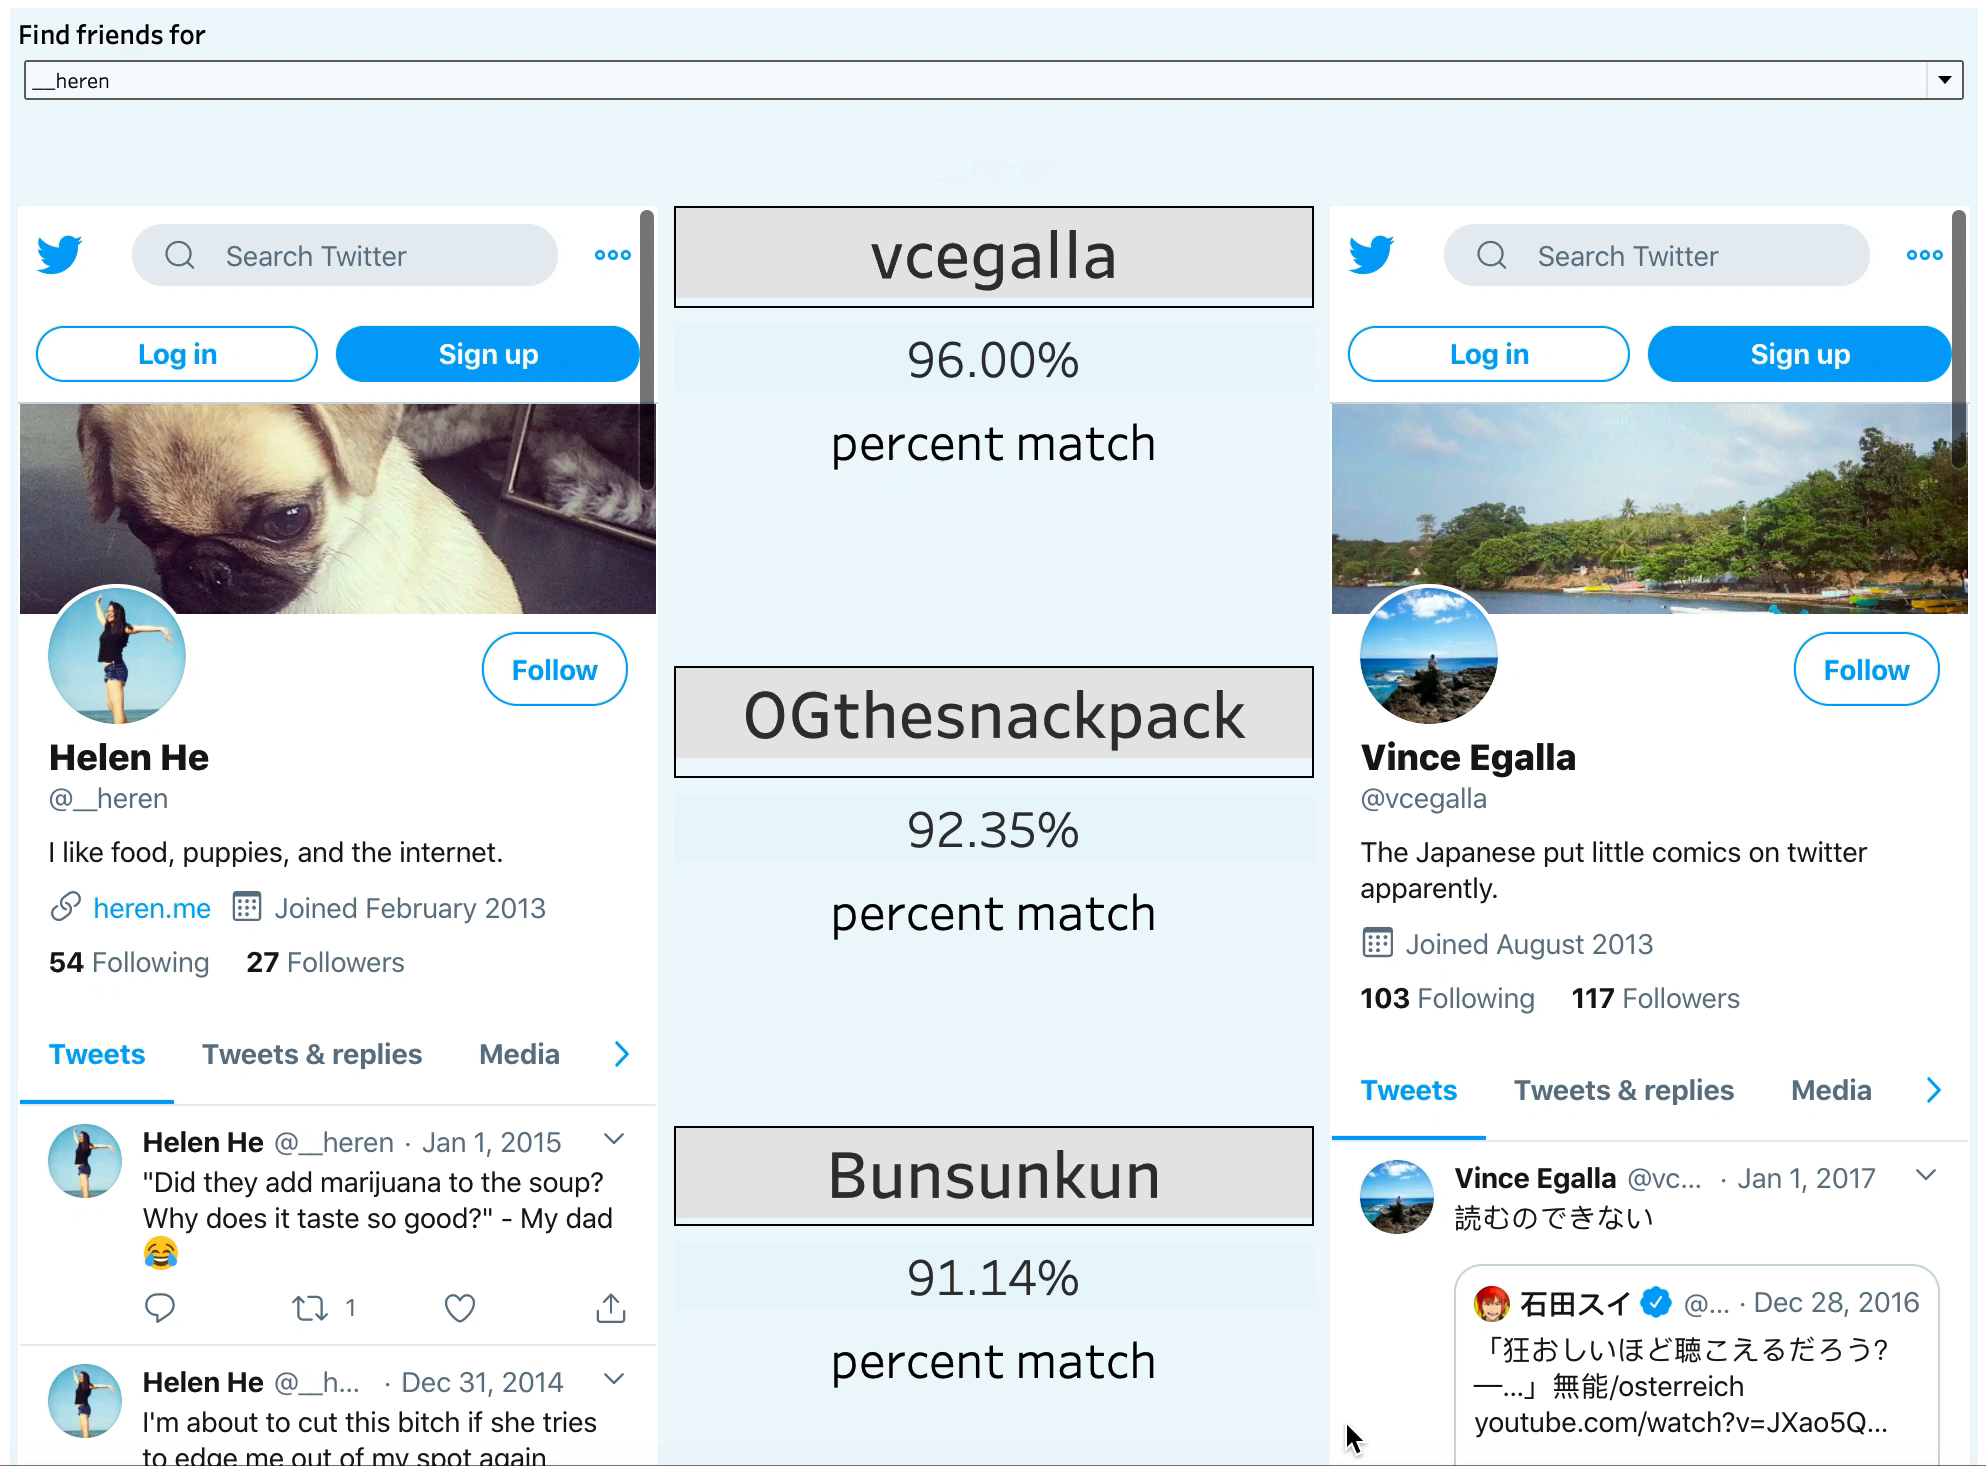 Find friends for
__heren
Search Twitter
Log in
Sign up
Helen He
@__heren
Follow
I like food, puppies, and the internet.
heren.me Joined February 2013
54 Following 27 Followers
Tweets Tweets & replies Media
Helen He @__heren · Jan 1, 2015
"Did they add marijuana to the soup?
Why does it taste so good?" - My dad
😂
1
Helen He @__h... · Dec 31, 2014
I'm about to cut this bitch if she tries
to edge me out of my spot again
vcegalla
96.00%
percent match
OGthesnackpack
92.35%
percent match
Bunsunkun
91.14%
percent match
Search Twitter
Log in
Sign up
Follow
Vince Egalla
@vcegalla
The Japanese put little comics on twitter
apparently.
Joined August 2013
103 Following 117 Followers
Tweets Tweets & replies Media
Vince Egalla @vc... · Jan 1, 2017
読むのできない
石田スイ @... · Dec 28, 2016
「狂おしいほど聴こえるだろう?
—...」無能/osterreich
youtube.com/watch?v=JXao5Q...